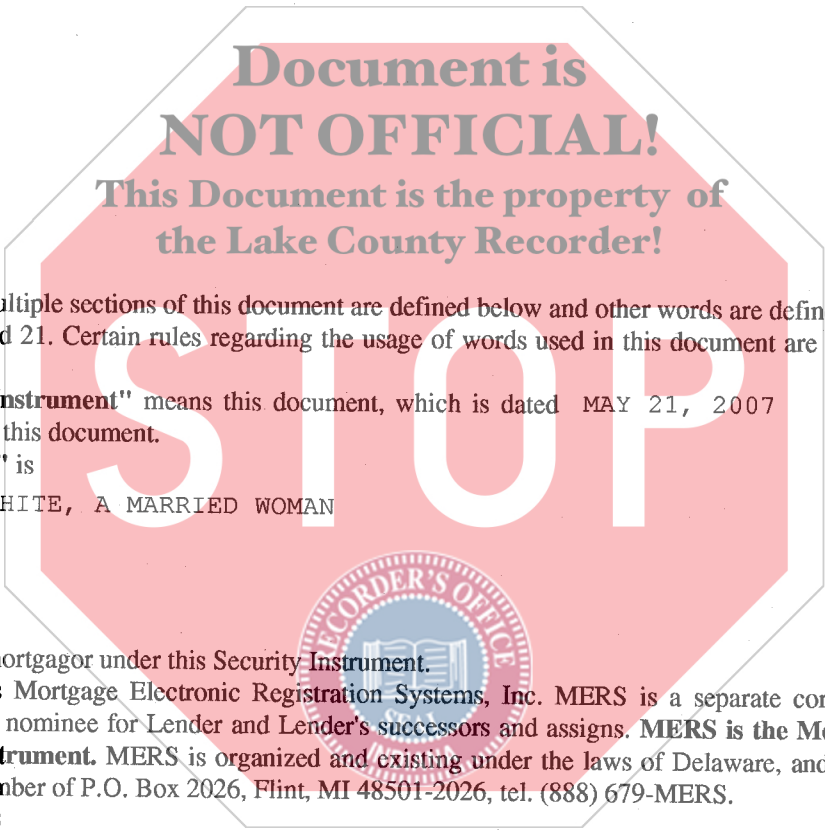 Document is
NOT OFFICIAL!
This Document is the property of
the Lake County Recorder!
STOP
ultiple sections of this document are defined below and other words are defin
d 21. Certain rules regarding the usage of words used in this document are
nstrument" means this document, which is dated MAY 21, 2007
this document.
" is
HITE, A MARRIED WOMAN
RECORDER'S OFFICE
SEAL
INDIANA
ortgagor under this Security Instrument.
Mortgage Electronic Registration Systems, Inc. MERS is a separate cor
nominee for Lender and Lender's successors and assigns. MERS is the Mo
trument. MERS is organized and existing under the laws of Delaware, and
mber of P.O. Box 2026, Flint, MI 48501-2026, tel. (888) 679-MERS.